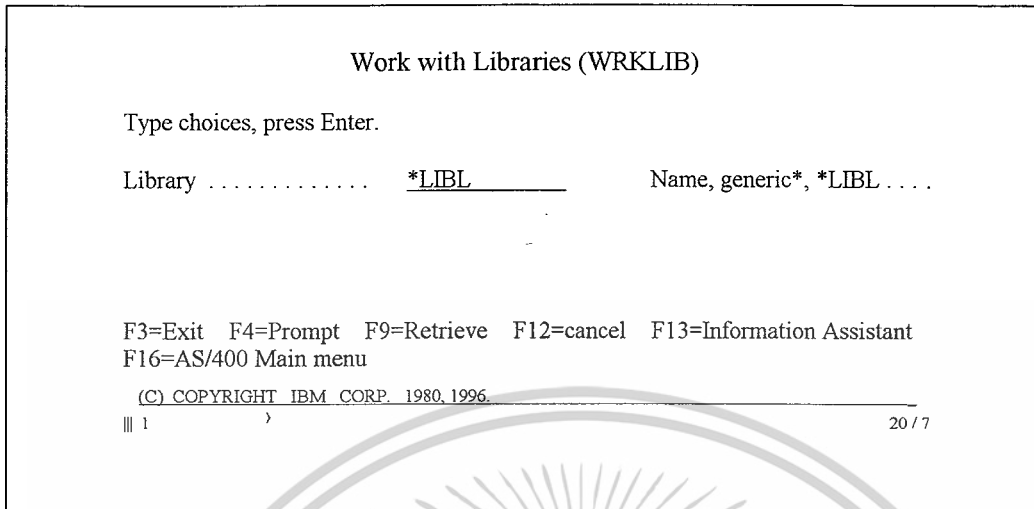 Work with Libraries (WRKLIB)
Type choices, press Enter.
Library . . . . . . . . . . . . . *LIBL Name, generic*, *LIBL . . . .
F3=Exit F4=Prompt F9=Retrieve F12=cancel F13=Information Assistant
F16=AS/400 Main menu
(C) COPYRIGHT IBM CORP. 1980, 1996.
||| 1 20 / 7